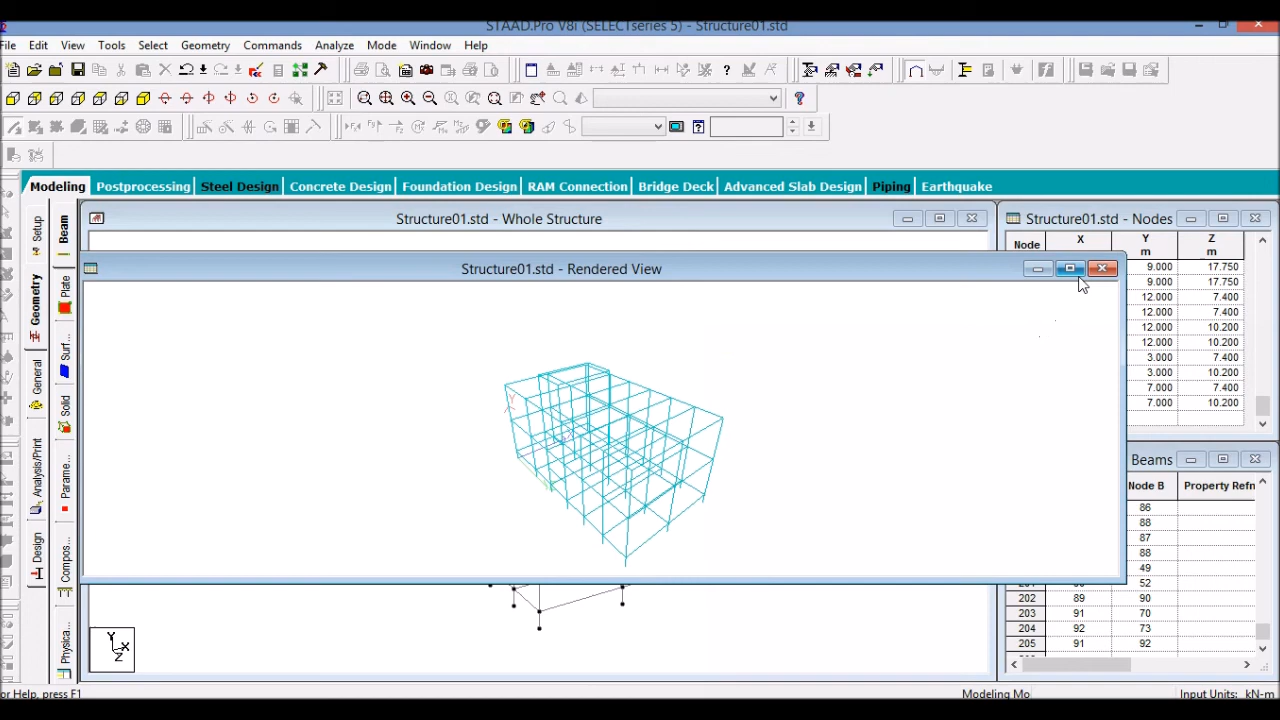 STAAD.Pro V8i (SELECTseries 5) - Structure01.std
File Edit View Tools Select Geometry Commands Analyze Mode Window Help
Modeling Postprocessing Steel Design Concrete Design Foundation Design RAM Connection Bridge Deck Advanced Slab Design Piping Earthquake
Setup
Geometry
General
Analysis/Print
Design
Beam
Plate
Surf...
Solid
Parame...
Compos...
Physica...
Structure01.std - Whole Structure
Structure01.std - Rendered View
Structure01.std - Nodes
Node X Y Z
m m
9.000 17.750
9.000 17.750
12.000 7.400
12.000 7.400
12.000 10.200
12.000 10.200
3.000 7.400
3.000 10.200
7.000 7.400
7.000 10.200
Beams
Node B Property Refn
86
88
87
88
49
52
202 89 90
203 91 70
204 92 73
205 91 92
Y
X
Z
or Help, press F1
Modeling Mo
Input Units: kN-m